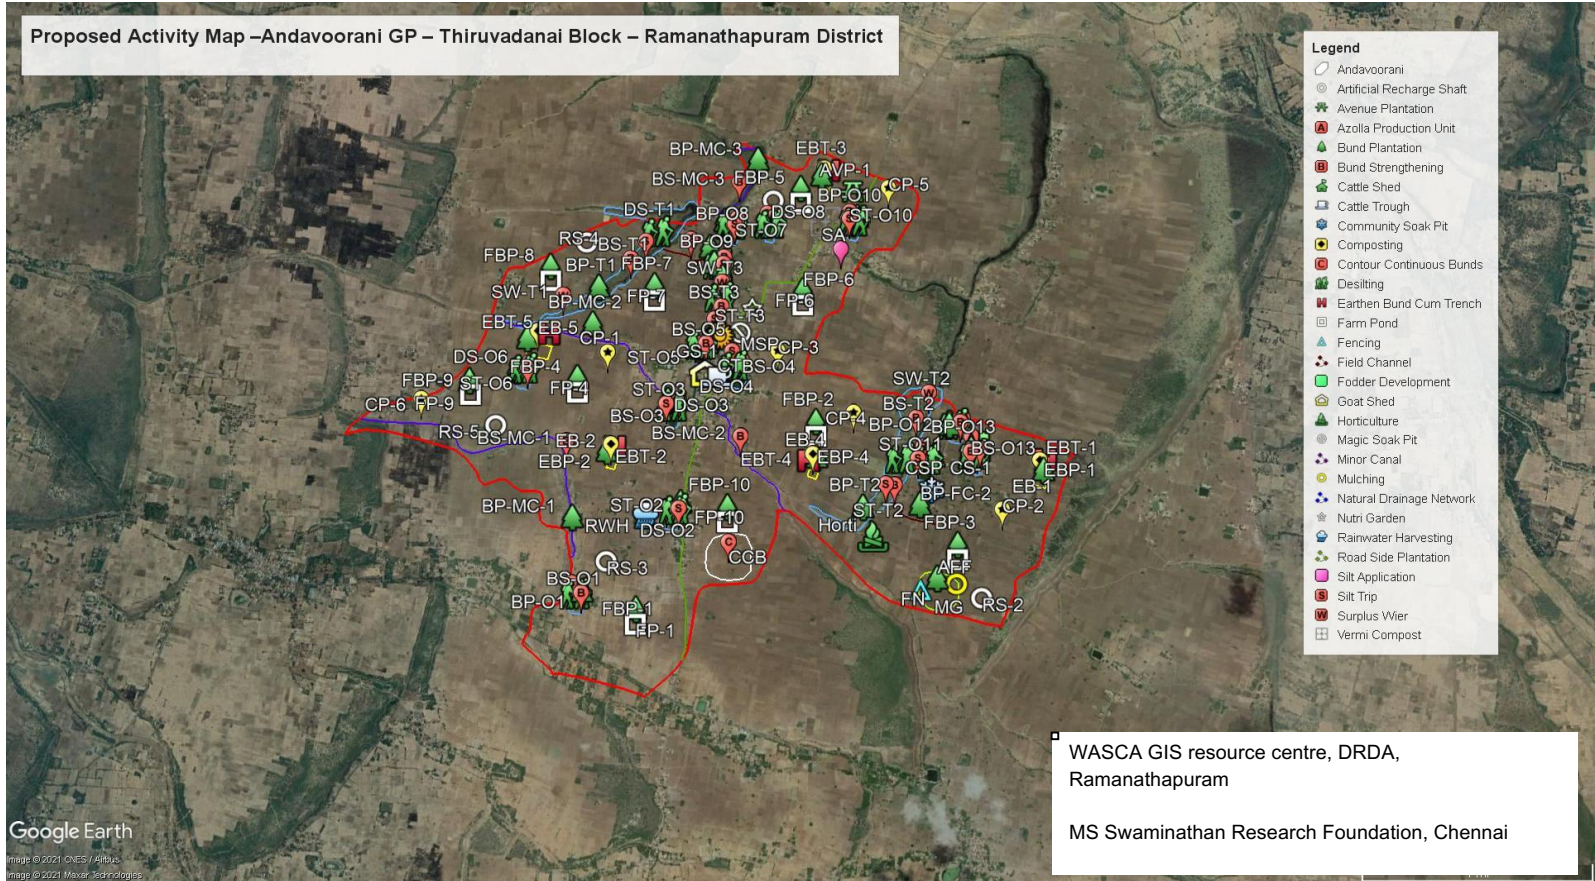 Proposed Activity Map –Andavoorani GP – Thiruvadanai Block – Ramanathapuram District
Legend
Andavoorani
Artificial Recharge Shaft
Avenue Plantation
A Azolla Production Unit
Bund Plantation
B Bund Strengthening
Cattle Shed
Cattle Trough
Community Soak Pit
Composting
C Contour Continuous Bunds
Desilting
Earthen Bund Cum Trench
Farm Pond
Fencing
Field Channel
Fodder Development
Goat Shed
Horticulture
Magic Soak Pit
Minor Canal
Mulching
Natural Drainage Network
Nutri Garden
Rainwater Harvesting
Road Side Plantation
Silt Application
S Silt Trip
W Surplus Wier
Vermi Compost
BP-MC-3
EBT-3
BS-MC-3
FBP-5
AVP-1
CP-5
BP-O10
DS-T1
BP-O8
DS-O8
ST-O10
ST-O7
SA
RS-4
BS-T1
BP-O9
FBP-8
BP-T1
FBP-7
SW-T3
FBP-6
SW-T1
BP-MC-2
FP-7
BS-T3
FP-6
ST-T3
EBT-5
EB-5
CP-1
BS-O5
MSP
CP-3
DS-O6
ST-O5
GS-1
FBP-4
CT
BS-O4
FBP-9
ST-O6
FP-4
DS-O4
SW-T2
CP-6
FP-9
ST-O3
DS-O3
FBP-2
BS-T2
BS-O3
CP-4
BP-O12
BP-O13
RS-5
BS-MC-1
EB-2
BS-MC-2
EB-4
ST-O11
BS-O13
EBT-1
EBP-2
EBT-2
EBT-4
EBP-4
CSP
CS-1
EBP-1
FBP-10
BP-T2
S
B
BP-FC-2
EB-1
BP-MC-1
ST-O2
S
CP-2
RWH
DS-O2
FP-10
Horti
ST-T2
FBP-3
C
CCB
RS-3
AFF
BS-O1
B
BP-O1
FBP-1
FN
MG
RS-2
FP-1
WASCA GIS resource centre, DRDA,
Ramanathapuram
MS Swaminathan Research Foundation, Chennai
Google Earth
Image © 2021 CNES / Airbus
Image © 2021 Maxar Technologies